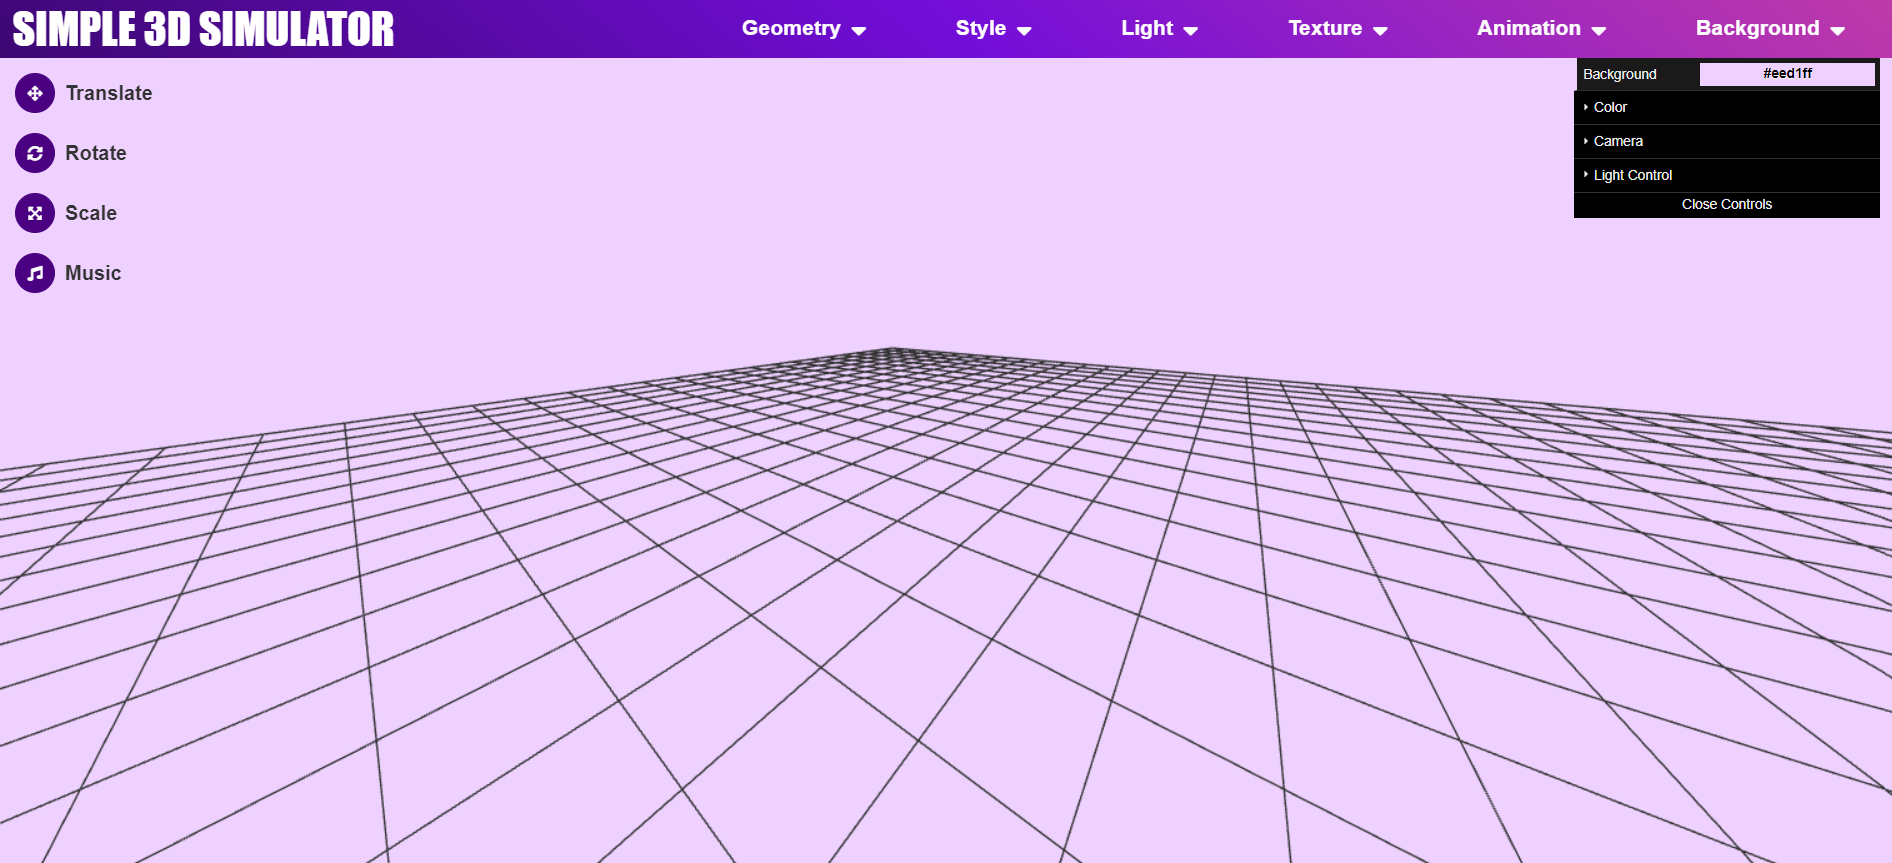 SIMPLE 3D SIMULATOR
Geometry Style Light Texture Animation Background
Translate
Rotate
Scale
Music
Background #eed1ff
Color
Camera
Light Control
Close Controls